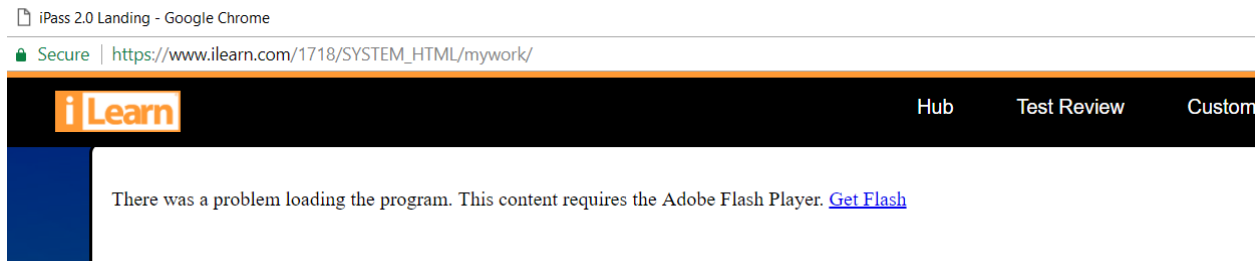 iPass 2.0 Landing - Google Chrome
Secure | https://www.ilearn.com/1718/SYSTEM_HTML/mywork/
iLearn Hub Test Review Custom
There was a problem loading the program. This content requires the Adobe Flash Player. Get Flash